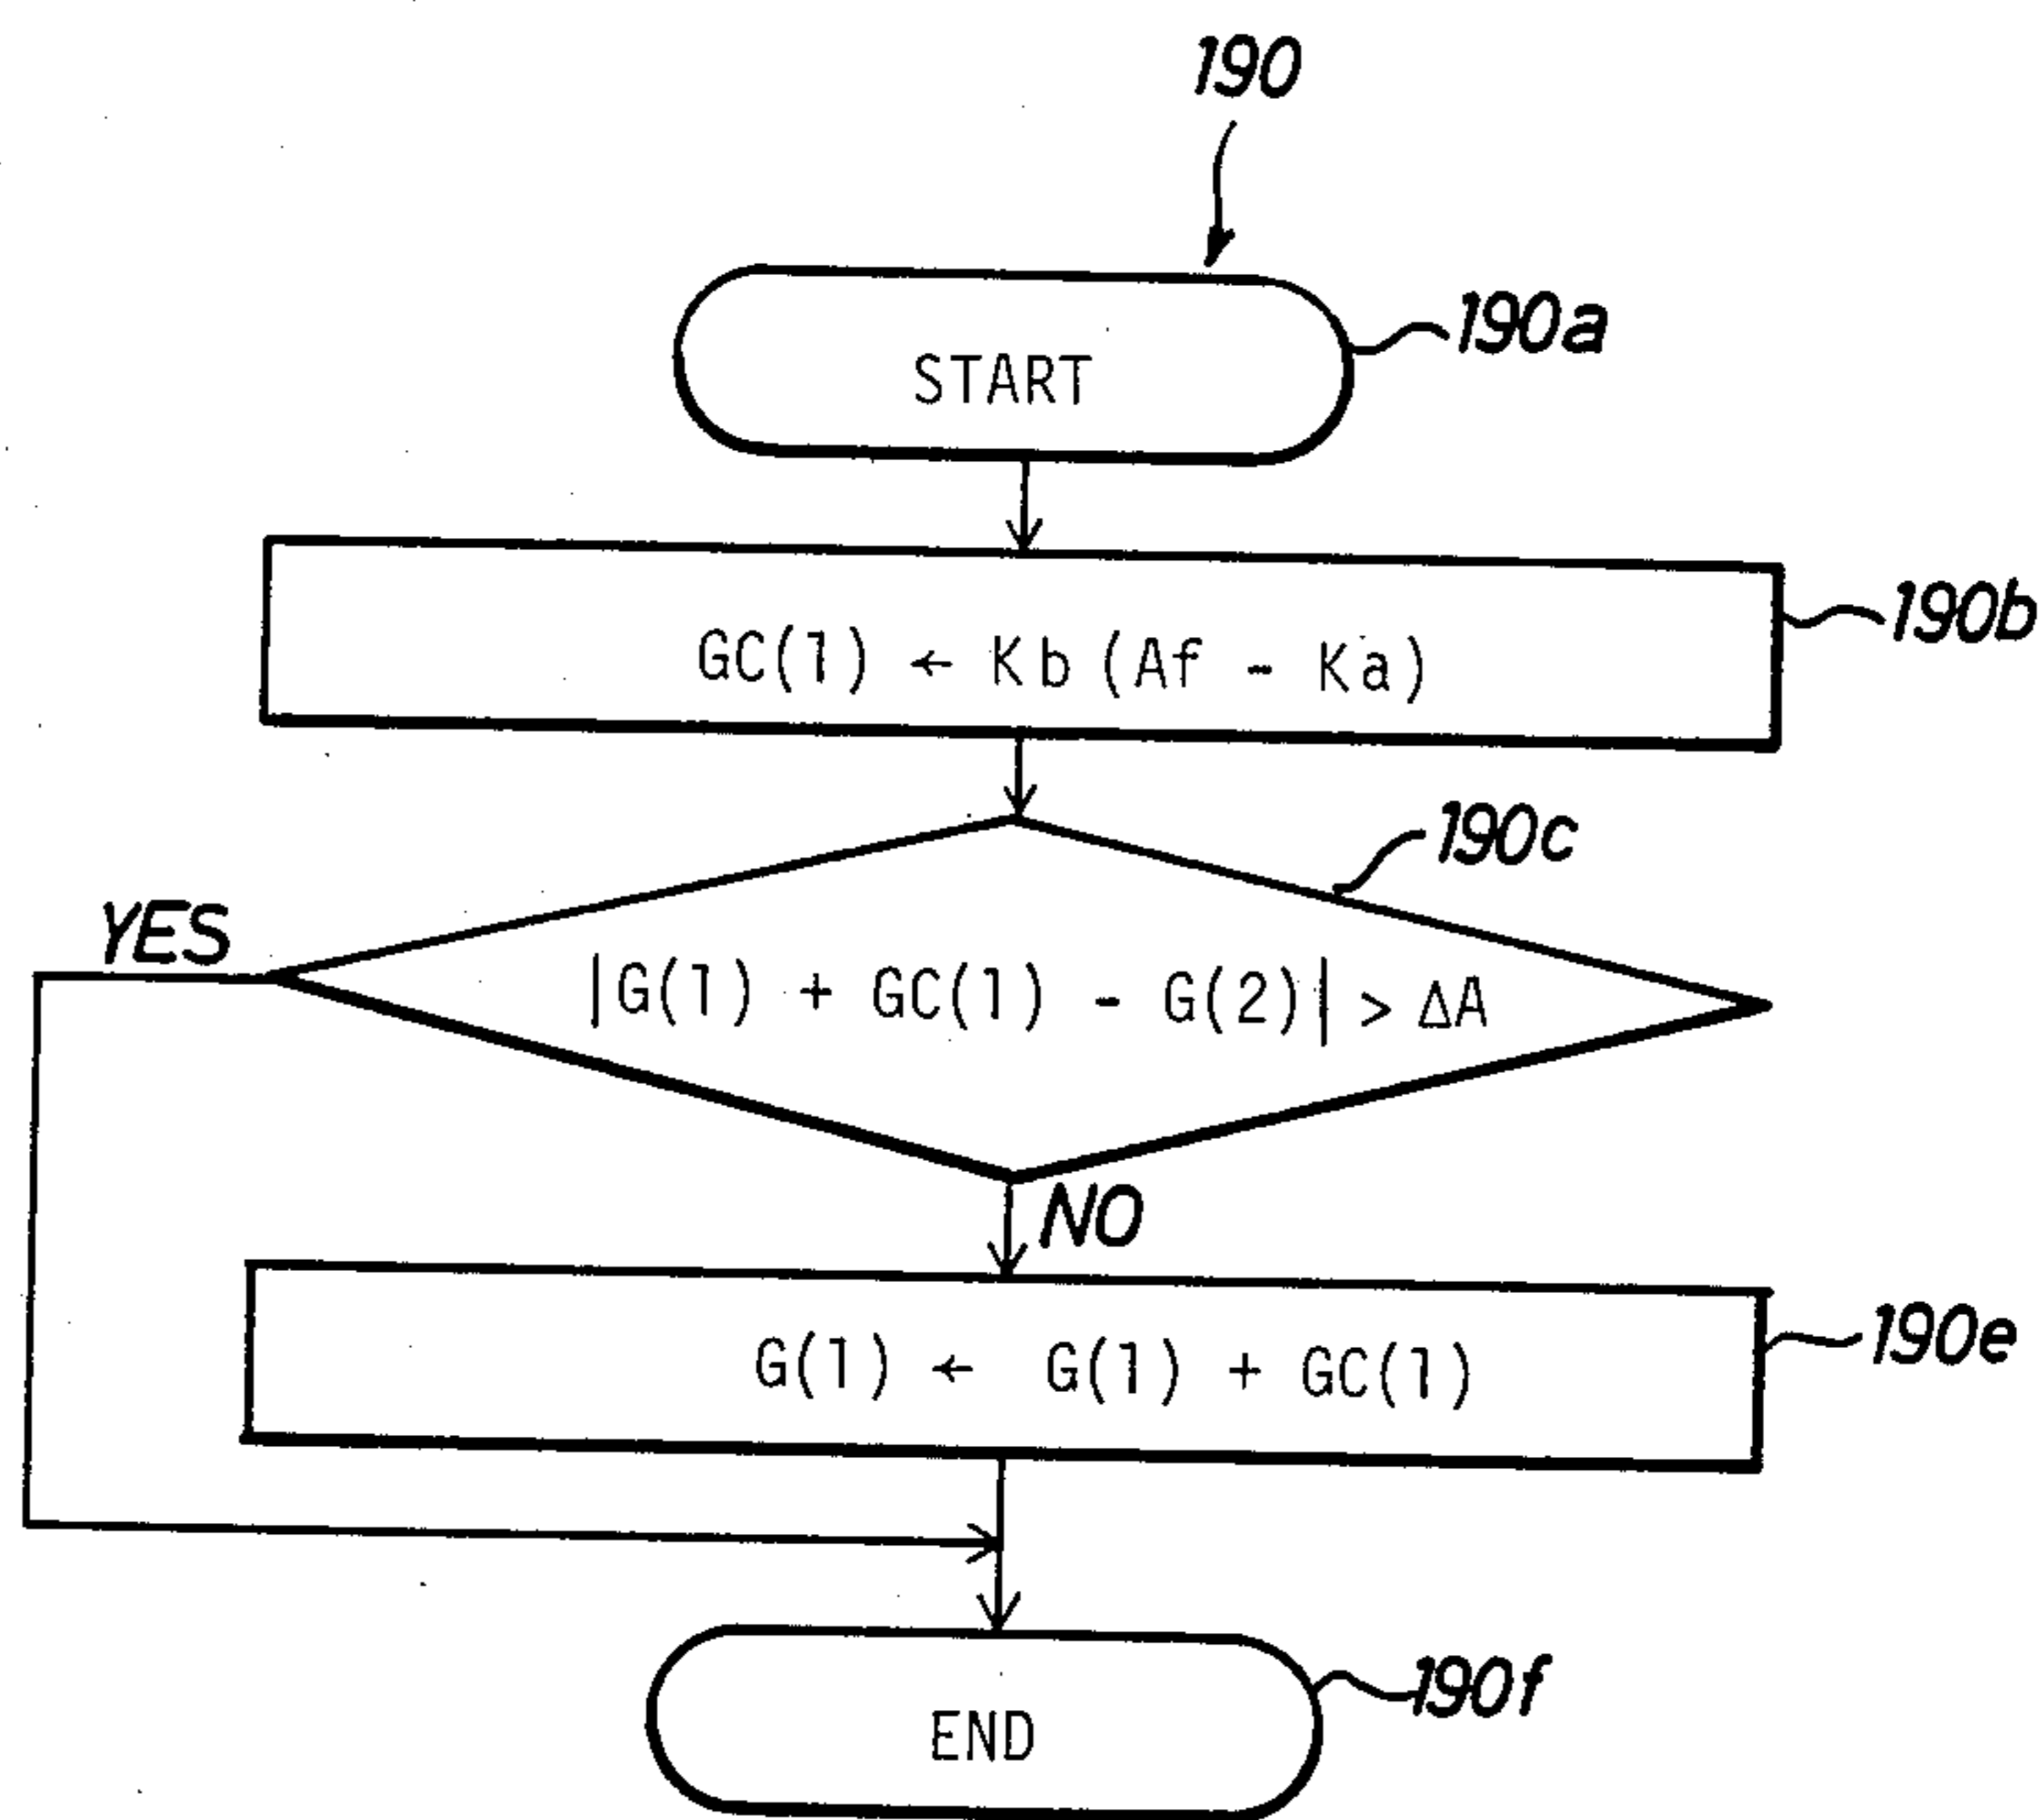 190
START
190a
GC(1) ← Kb (Af - Ka)
190b
190c
YES
|G(1) + GC(1) - G(2)| > ΔA
NO
G(1) ← G(1) + GC(1)
190e
END
190f